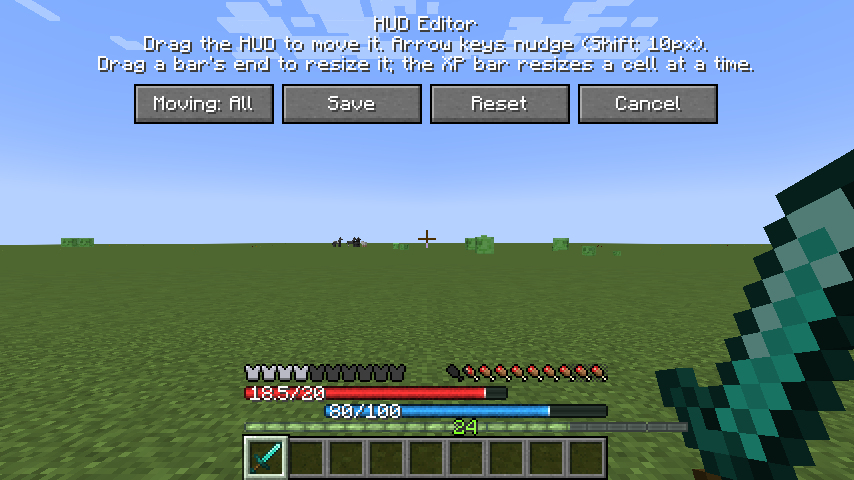 HUD Editor
Drag the HUD to move it. Arrow keys nudge (Shift: 10px).
Drag a bar's end to resize it; the XP bar resizes a cell at a time.
Moving: All
Save
Reset
Cancel
18.5/20
80/100
24